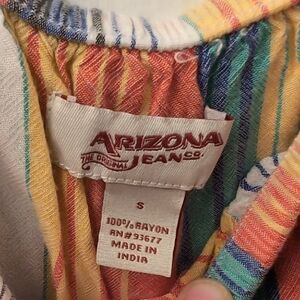 ARIZONA
THE ORIGINAL JEAN CO.
S
100% RAYON
RN# 93677
MADE IN
INDIA